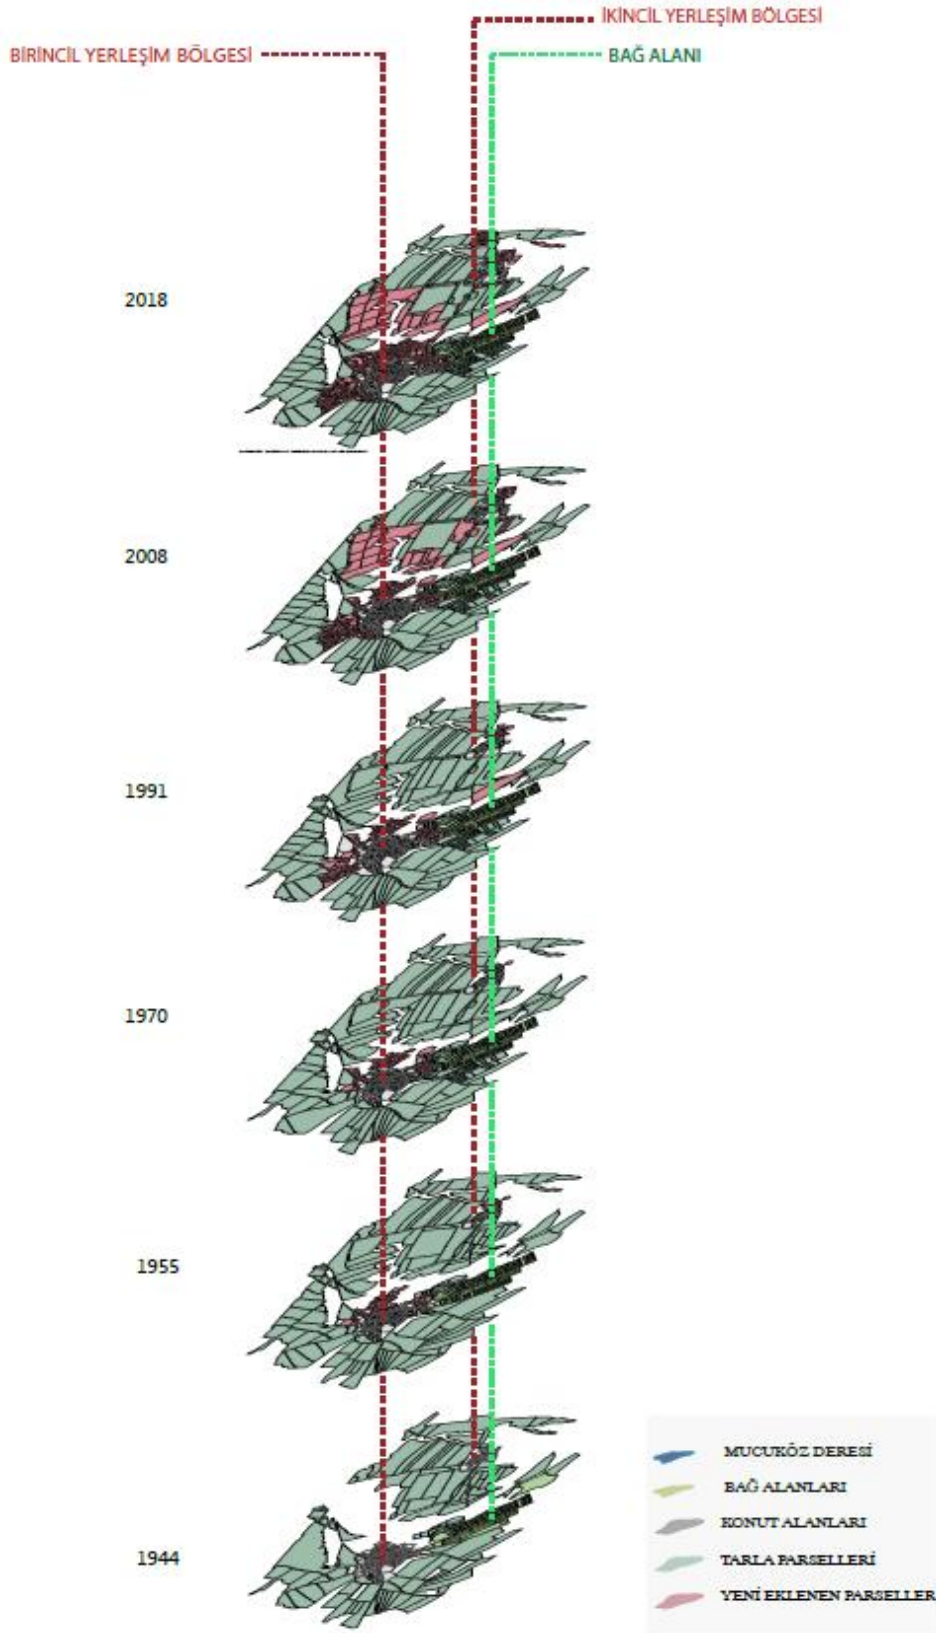 İKİNCİL YERLEŞİM BÖLGESİ
BİRİNCİL YERLEŞİM BÖLGESİ
BAĞ ALANI
2018
2008
1991
1970
1955
1944
MUCUKÖZ DERESİ
BAĞ ALANLARI
KONUT ALANLARI
TARLA PARSELLERİ
YENİ EKLENEN PARSELLER